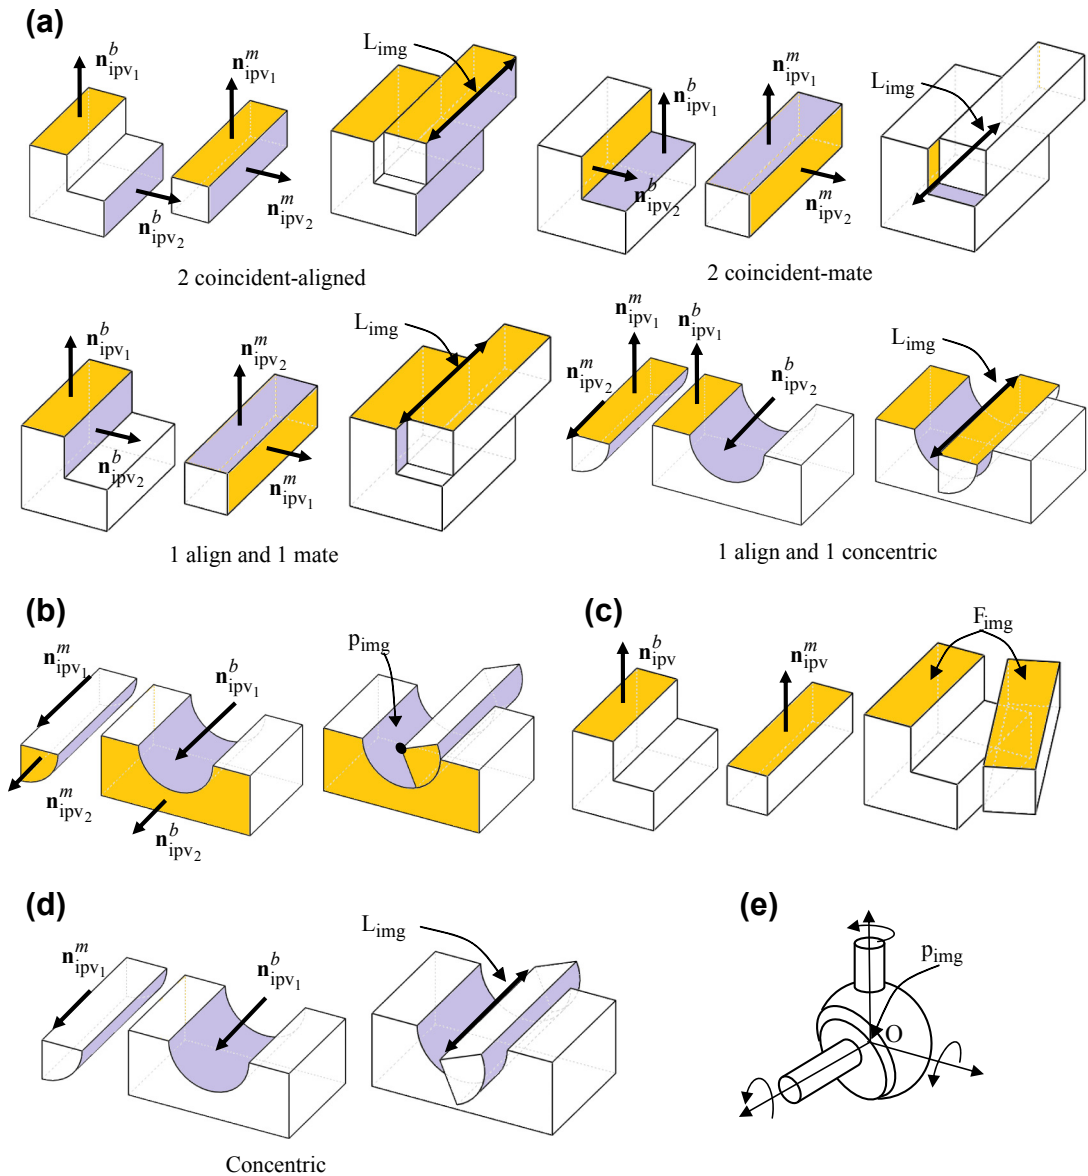 (a)
n^b_ipv1
n^m_ipv1
L_img
n^b_ipv2
n^m_ipv2
2 coincident-aligned
n^b_ipv1
n^m_ipv1
L_img
n^b_ipv2
n^m_ipv2
2 coincident-mate
n^b_ipv1
n^m_ipv2
L_img
n^b_ipv2
n^m_ipv1
1 align and 1 mate
n^m_ipv1
n^b_ipv1
n^m_ipv2
n^b_ipv2
L_img
1 align and 1 concentric
(b)
n^m_ipv1
n^b_ipv1
p_img
n^m_ipv2
n^b_ipv2
(c)
n^b_ipv
n^m_ipv
F_img
(d)
n^m_ipv1
n^b_ipv1
L_img
Concentric
(e)
p_img
O